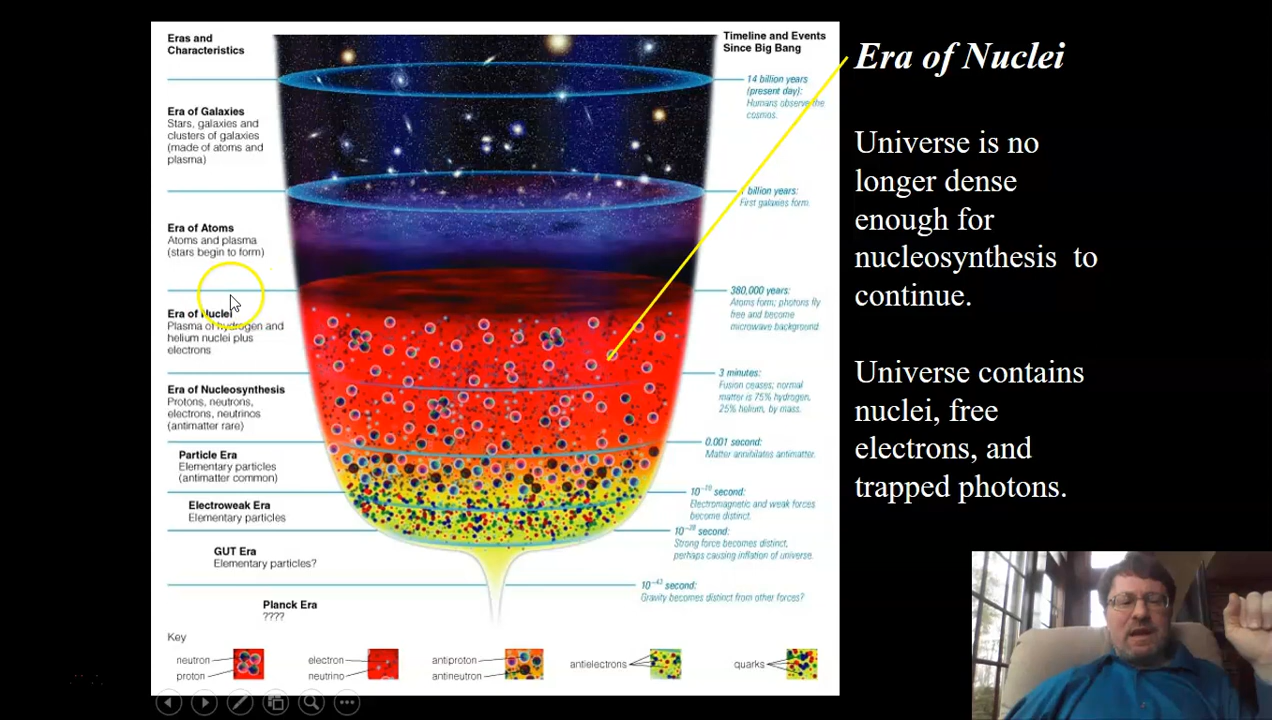 Eras and
Characteristics
Timeline and Events
Since Big Bang
Era of Nuclei
14 billion years
(present day):
Humans observe the
cosmos.
Era of Galaxies
Stars, galaxies and
clusters of galaxies
(made of atoms and
plasma)
Universe is no
longer dense
enough for
nucleosynthesis to
continue.
billion years:
First galaxies form.
Era of Atoms
Atoms and plasma
(stars begin to form)
380,000 years:
Atoms form; photons fly
free and become
microwave background.
Era of Nuclei
Plasma of hydrogen and
helium nuclei plus
electrons
3 minutes:
Fusion ceases; normal
matter is 75% hydrogen,
25% helium, by mass.
Universe contains
nuclei, free
electrons, and
trapped photons.
Era of Nucleosynthesis
Protons, neutrons,
electrons, neutrinos
(antimatter rare)
0.001 second:
Matter annihilates antimatter.
Particle Era
Elementary particles
(antimatter common)
10⁻¹⁰ second:
Electromagnetic and weak forces
become distinct.
Electroweak Era
Elementary particles
second:
Strong force becomes distinct,
perhaps causing inflation of universe.
GUT Era
Elementary particles?
10⁻⁴³ second:
Gravity becomes distinct from other forces?
Planck Era
????
Key
neutron
proton
electron
neutrino
antiproton
antineutron
antielectrons
quarks